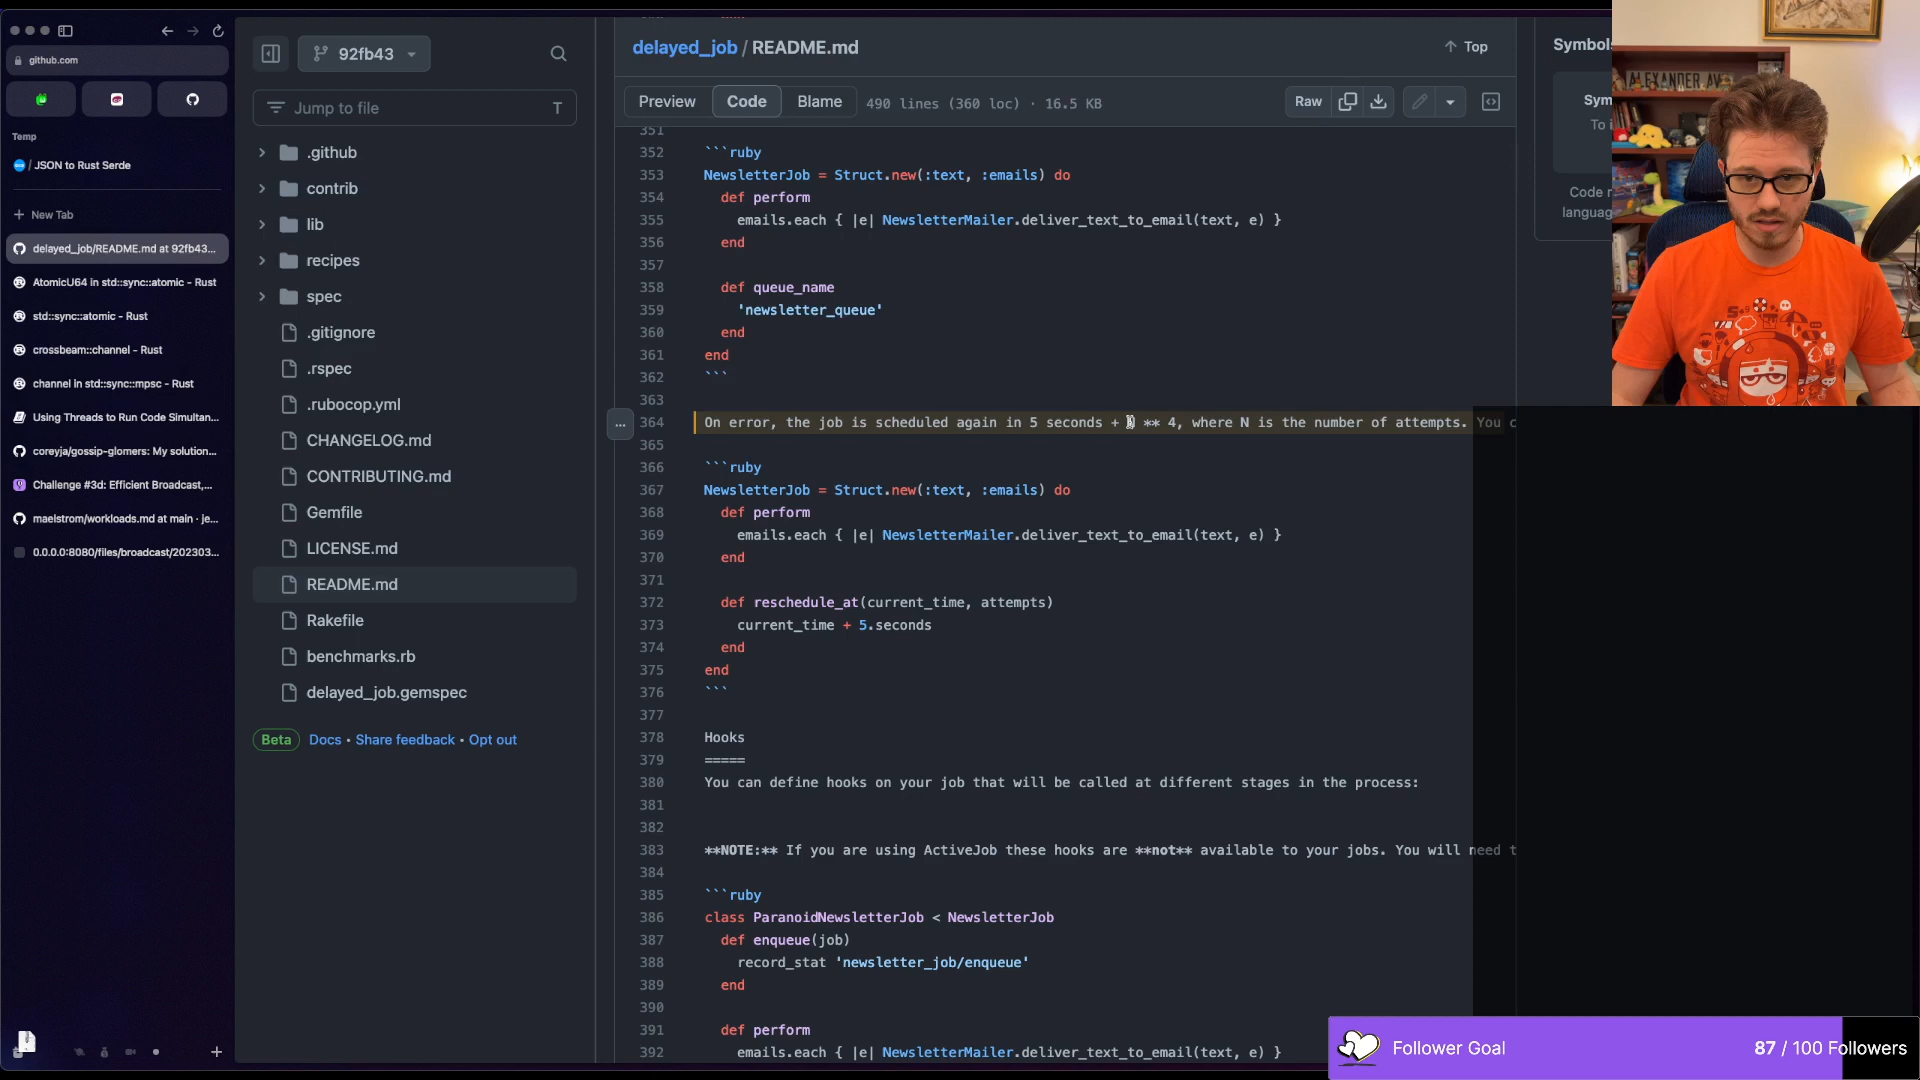 github.com
Temp
/ JSON to Rust Serde
New Tab
delayed_job/README.md at 92fb43...
AtomicU64 in std::sync::atomic - Rust
std::sync::atomic - Rust
crossbeam::channel - Rust
channel in std::sync::mpsc - Rust
Using Threads to Run Code Simultan...
coreyja/gossip-glomers: My solution...
Challenge #3d: Efficient Broadcast,...
maelstrom/workloads.md at main · je...
0.0.0.0:8080/files/broadcast/202303...
92fb43
Jump to file T
.github
contrib
lib
recipes
spec
.gitignore
.rspec
.rubocop.yml
CHANGELOG.md
CONTRIBUTING.md
Gemfile
LICENSE.md
README.md
Rakefile
benchmarks.rb
delayed_job.gemspec
Beta Docs • Share feedback • Opt out
delayed_job / README.md
Top
Preview Code Blame 490 lines (360 loc) · 16.5 KB
Raw
351
352 ```ruby
353 NewsletterJob = Struct.new(:text, :emails) do
354 def perform
355 emails.each { |e| NewsletterMailer.deliver_text_to_email(text, e) }
356 end
357
358 def queue_name
359 'newsletter_queue'
360 end
361 end
362 ```
363
364 On error, the job is scheduled again in 5 seconds + N ** 4, where N is the number of attempts. You c
365
366 ```ruby
367 NewsletterJob = Struct.new(:text, :emails) do
368 def perform
369 emails.each { |e| NewsletterMailer.deliver_text_to_email(text, e) }
370 end
371
372 def reschedule_at(current_time, attempts)
373 current_time + 5.seconds
374 end
375 end
376 ```
377
378 Hooks
379 =====
380 You can define hooks on your job that will be called at different stages in the process:
381
382
383 **NOTE:** If you are using ActiveJob these hooks are **not** available to your jobs. You will need t
384
385 ```ruby
386 class ParanoidNewsletterJob < NewsletterJob
387 def enqueue(job)
388 record_stat 'newsletter_job/enqueue'
389 end
390
391 def perform
392 emails.each { |e| NewsletterMailer.deliver_text_to_email(text, e) }
Symbols
Sym
To i
Code n
languag
ALEXANDER AV
Follower Goal
87 / 100 Followers